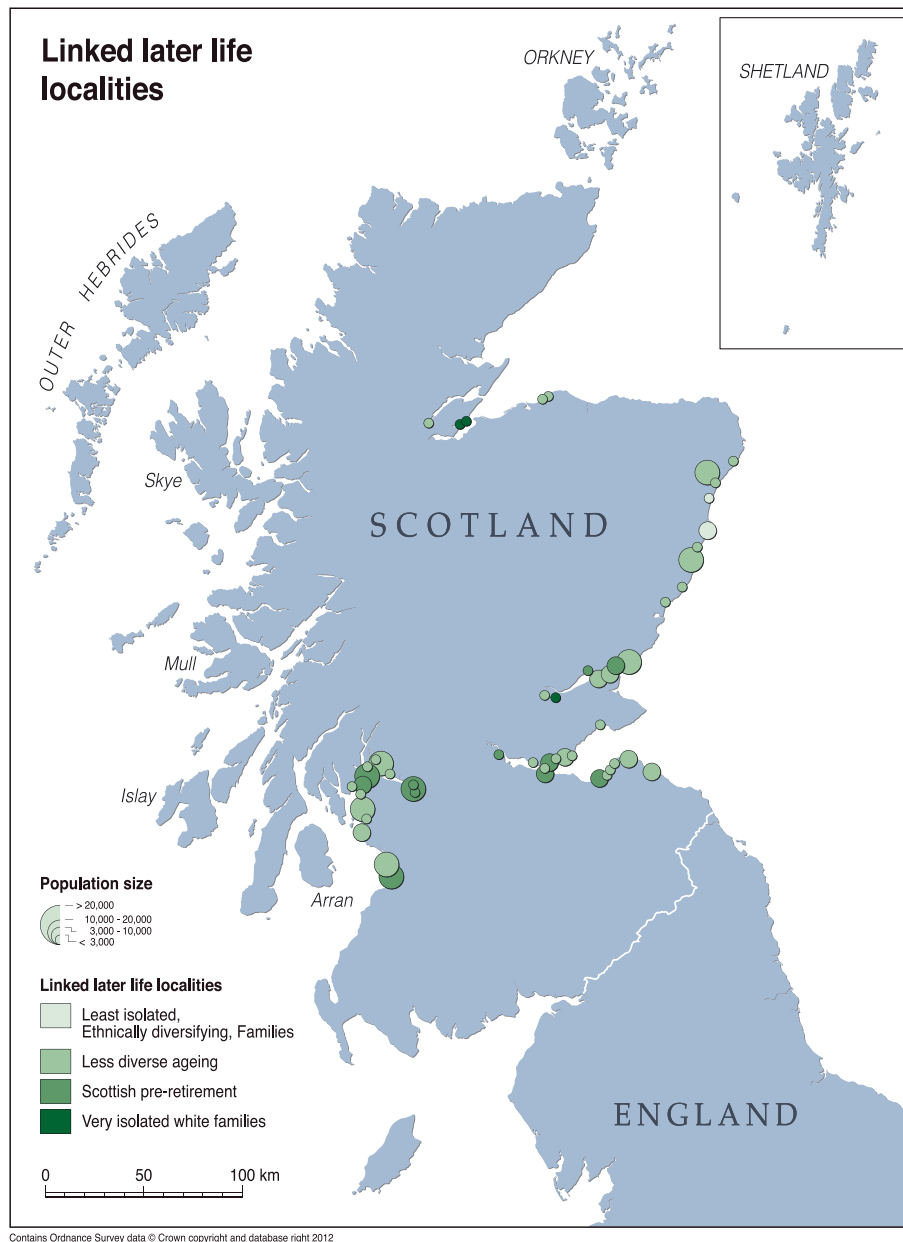 Linked later life
localities
ORKNEY
SHETLAND
OUTER HEBRIDES
Skye
SCOTLAND
Mull
Islay
Arran
Population size
> 20,000
10,000 - 20,000
3,000 - 10,000
< 3,000
Linked later life localities
Least isolated,
Ethnically diversifying, Families
Less diverse ageing
Scottish pre-retirement
Very isolated white families
ENGLAND
0 50 100 km
Contains Ordnance Survey data © Crown copyright and database right 2012